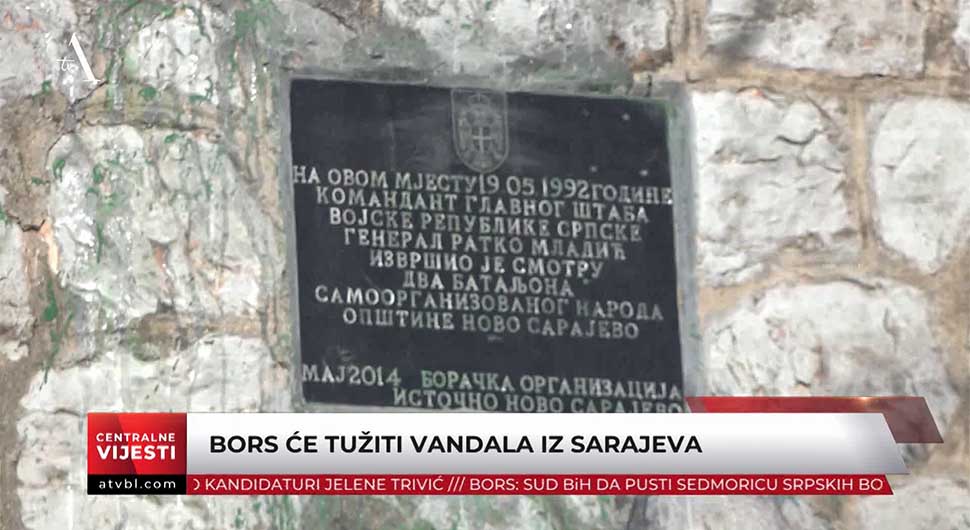 atv
НА ОВОМ МЈЕСТУ 19 05 1992 ГОДИНЕ
КОМАНДАНТ ГЛАВНОГ ШТАБА
ВОЈСКЕ РЕПУБЛИКЕ СРПСКЕ
ГЕНЕРАЛ РАТКО МЛАДИЋ
ИЗВРШИО ЈЕ СМОТРУ
ДВА БАТАЉОНА
САМООРГАНИЗОВАНОГ НАРОДА
ОПШТИНЕ НОВО САРАЈЕВО
МАЈ 2014 БОРАЧКА ОРГАНИЗАЦИЈА
ИСТОЧНО НОВО САРАЈЕВО
CENTRALNE
VIJESTI
BORS ĆE TUŽITI VANDALA IZ SARAJEVA
atvbl.com
O KANDIDATURI JELENE TRIVIĆ /// BORS: SUD BiH DA PUSTI SEDMORICU SRPSKIH BO